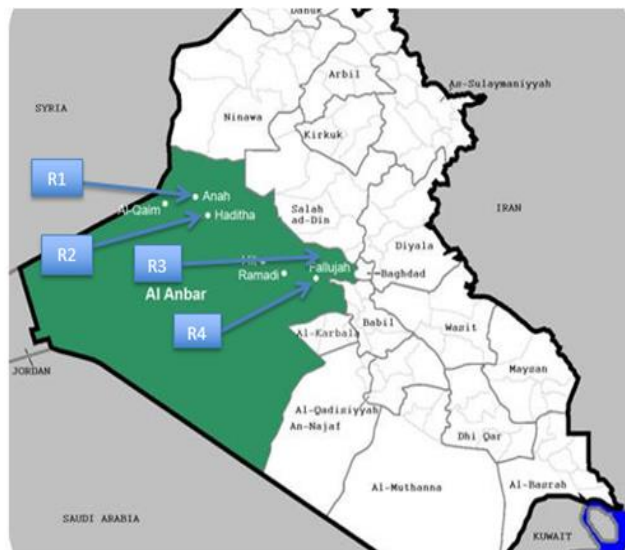 Dahuk
Arbil
As-Sulaymaniyyah
SYRIA
Ninawa
Kirkuk
R1
Anah
Al-Qaim
Haditha
Salah
ad-Din
IRAN
R2
R3
Diyala
Hit
Fallujah
Baghdad
Ramadi
Al Anbar
R4
Babil
Al-Karbala
Wasit
JORDAN
Maysan
Al-Qadisiyyah
An-Najaf
Dhi Qar
Al-Muthanna
Al-Basrah
SAUDI ARABIA
KUWAIT